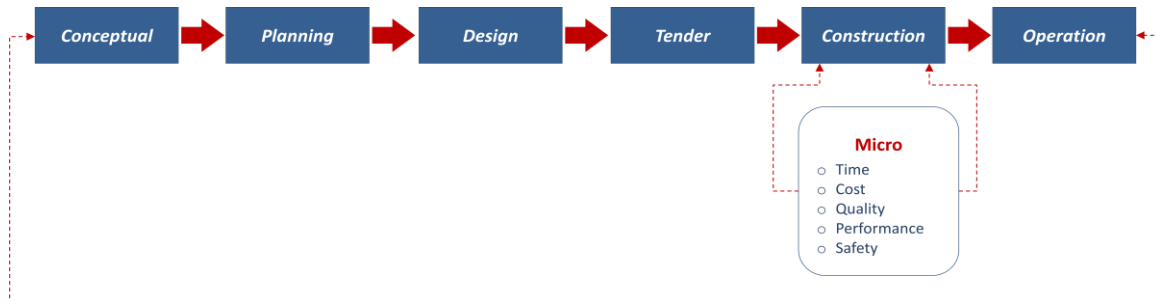 Conceptual
Planning
Design
Tender
Construction
Operation
Micro
Time
Cost
Quality
Performance
Safety